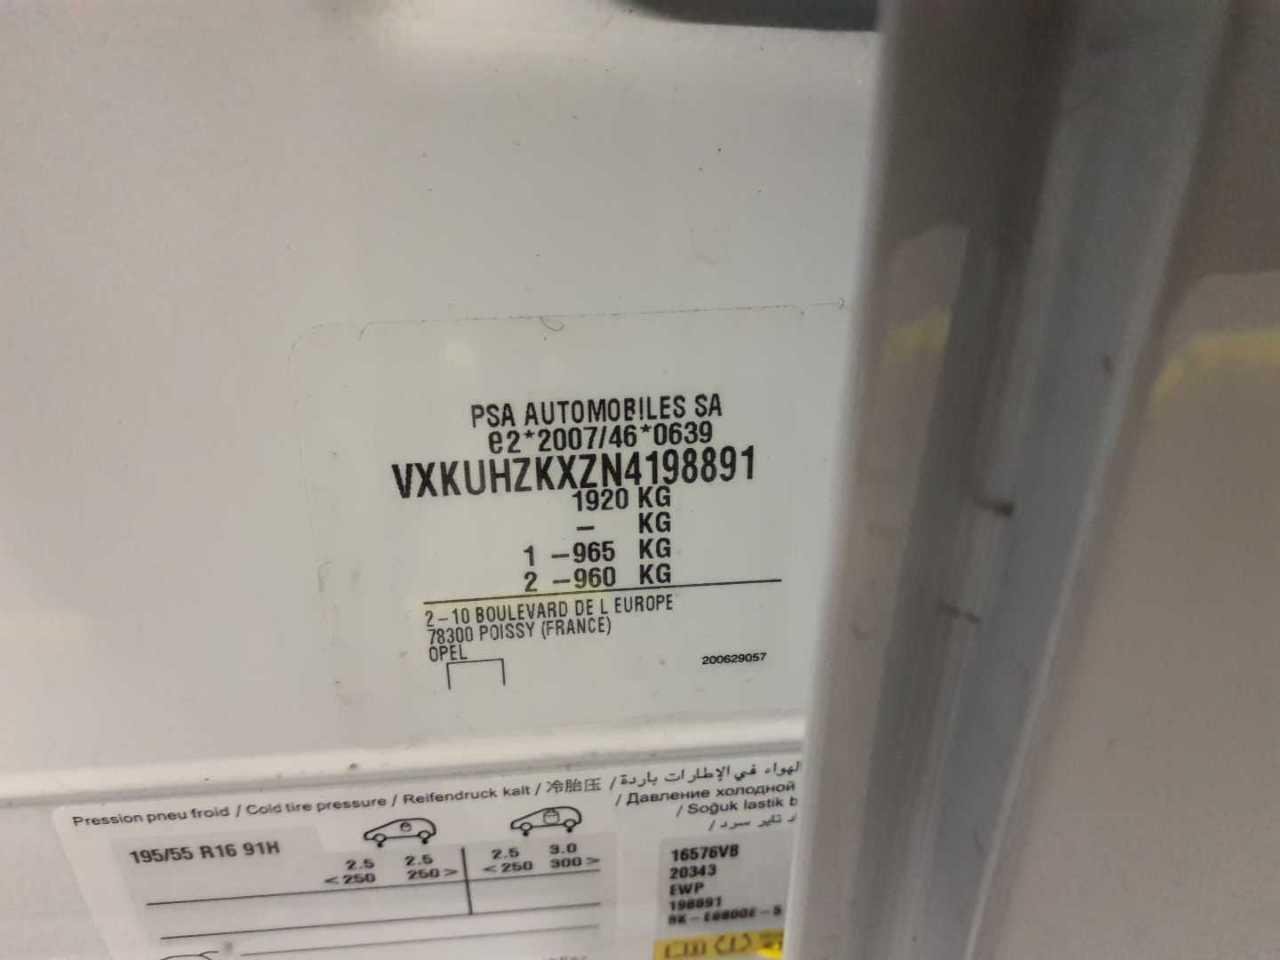 PSA AUTOMOBILES SA
e2*2007/46*0639
VXKUHZKXZN4198891
1920 KG
– KG
1 –965 KG
2 –960 KG
2–10 BOULEVARD DE L EUROPE
78300 POISSY (FRANCE)
OPEL
200629057
Pression pneu froid / Cold tire pressure / Reifendruck kalt / 冷胎压 / الهواء في الإطارات باردة
/ Давление холодной
/ Soğuk lastik b
/ تایر سرد
195/55 R16 91H
2.5 2.5 2.5 3.0
<250 250> <250 300>
16576V8
20343
EWP
198891